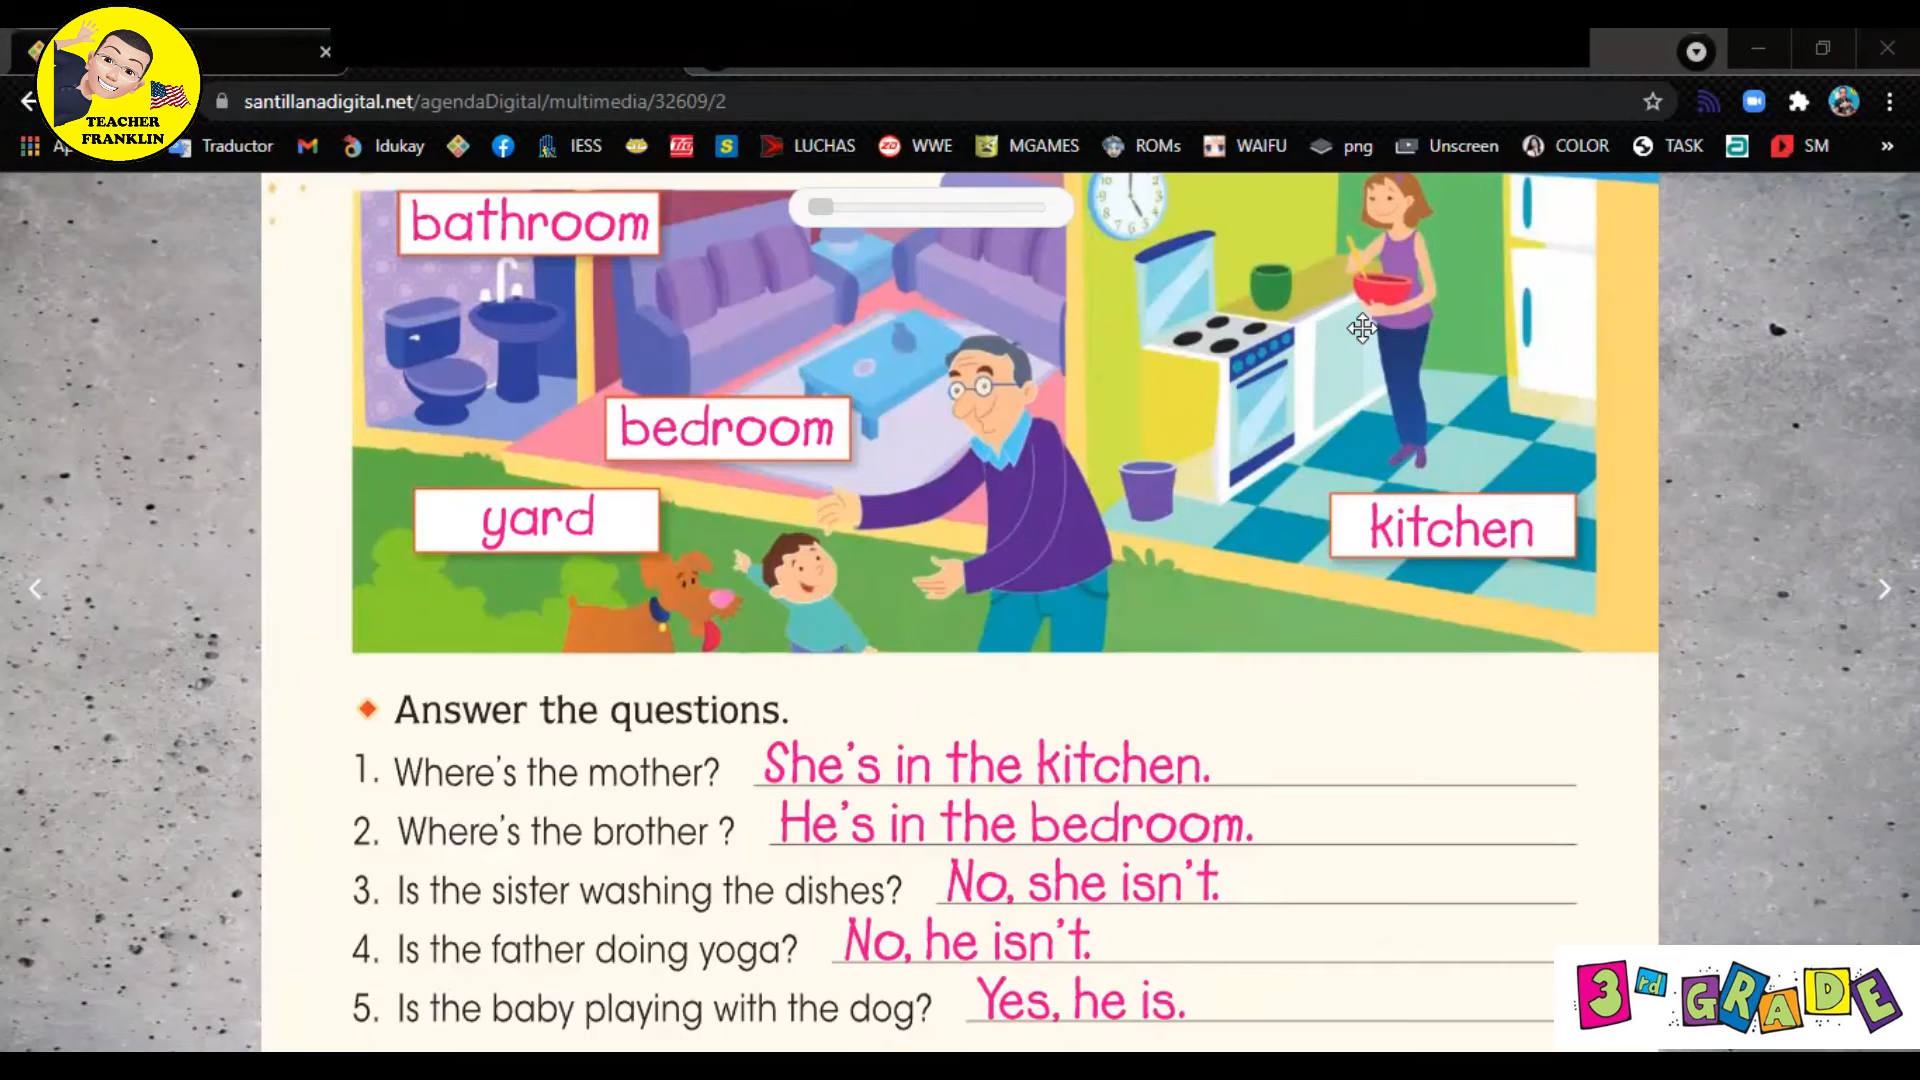 TEACHER
FRANKLIN
santillanadigital.net/agendaDigital/multimedia/32609/2
Traductor Idukay IESS LUCHAS WWE MGAMES ROMs WAIFU png Unscreen COLOR TASK SM »
bathroom
bedroom
yard
kitchen
Answer the questions.
1. Where's the mother? She's in the kitchen.
2. Where's the brother ? He's in the bedroom.
3. Is the sister washing the dishes? No, she isn't.
4. Is the father doing yoga? No, he isn't.
5. Is the baby playing with the dog? Yes, he is.
3rd GRADE